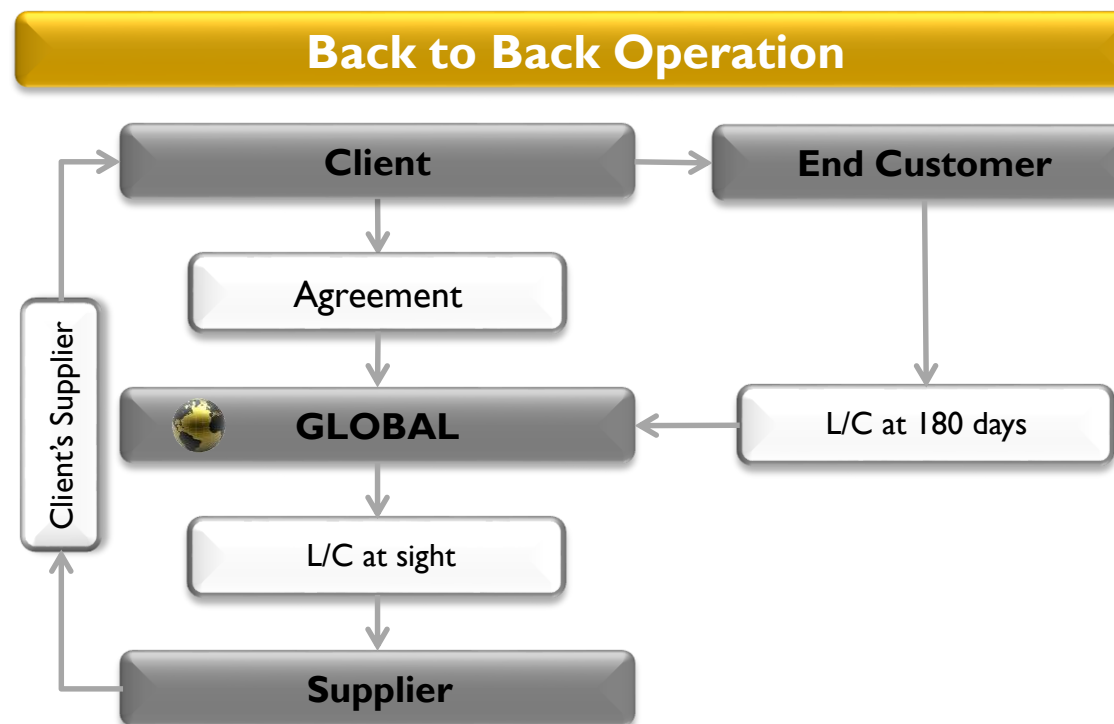 Back to Back Operation
Client
End Customer
Agreement
Client's Supplier
GLOBAL
L/C at 180 days
L/C at sight
Supplier